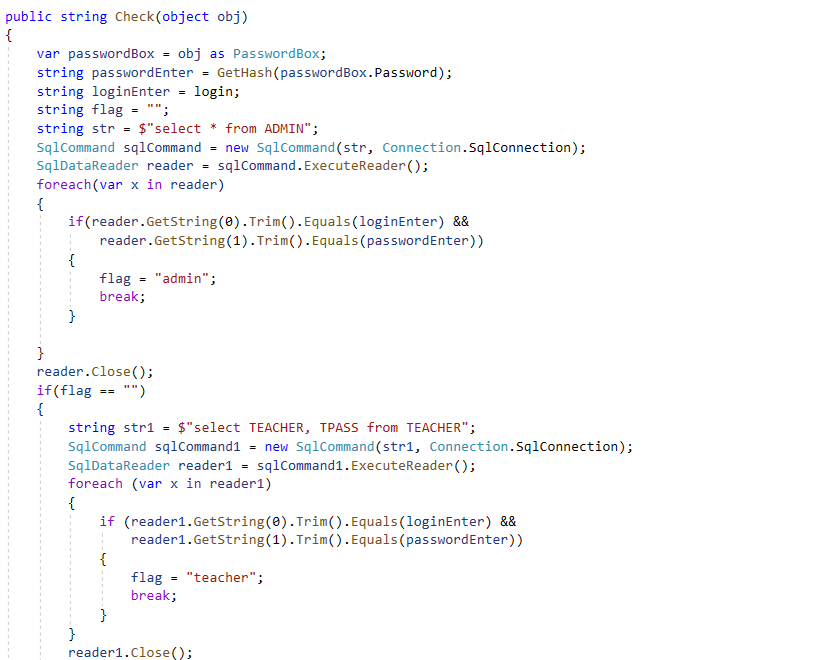 public string Check(object obj)
{
    var passwordBox = obj as PasswordBox;
    string passwordEnter = GetHash(passwordBox.Password);
    string loginEnter = login;
    string flag = "";
    string str = $"select * from ADMIN";
    SqlCommand sqlCommand = new SqlCommand(str, Connection.SqlConnection);
    SqlDataReader reader = sqlCommand.ExecuteReader();
    foreach(var x in reader)
    {
        if(reader.GetString(0).Trim().Equals(loginEnter) &&
            reader.GetString(1).Trim().Equals(passwordEnter))
        {
            flag = "admin";
            break;
        }

    }
    reader.Close();
    if(flag == "")
    {
        string str1 = $"select TEACHER, TPASS from TEACHER";
        SqlCommand sqlCommand1 = new SqlCommand(str1, Connection.SqlConnection);
        SqlDataReader reader1 = sqlCommand1.ExecuteReader();
        foreach (var x in reader1)
        {
            if (reader1.GetString(0).Trim().Equals(loginEnter) &&
                reader1.GetString(1).Trim().Equals(passwordEnter))
            {
                flag = "teacher";
                break;
            }
        }
        reader1.Close();